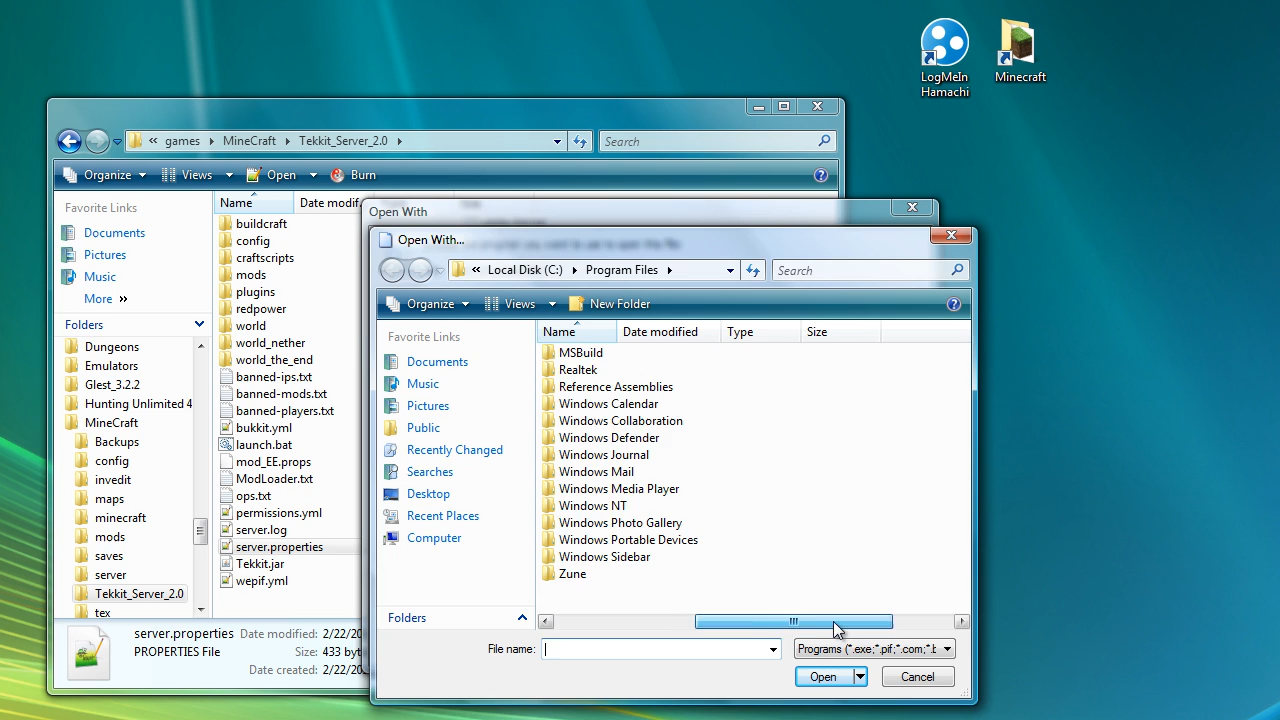 LogMeIn
Hamachi
Minecraft
« games MineCraft Tekkit_Server_2.0
Search
Organize Views Open Burn
Favorite Links
Documents
Pictures
Music
More »
Folders
Dungeons
Emulators
Glest_3.2.2
Hunting Unlimited 4
MineCraft
Backups
config
invedit
maps
minecraft
mods
saves
server
Tekkit_Server_2.0
tex
Name Date modif
buildcraft
config
craftscripts
mods
plugins
redpower
world
world_nether
world_the_end
banned-ips.txt
banned-mods.txt
banned-players.txt
bukkit.yml
launch.bat
mod_EE.props
ModLoader.txt
ops.txt
permissions.yml
server.log
server.properties
Tekkit.jar
wepif.yml
server.properties Date modified: 2/22/20
PROPERTIES File Size: 433 byt
Date created: 2/22/20
Open With
Open With...
« Local Disk (C:) Program Files
Search
Organize Views New Folder
Favorite Links
Documents
Music
Pictures
Public
Recently Changed
Searches
Desktop
Recent Places
Computer
Folders
Name Date modified Type Size
MSBuild
Realtek
Reference Assemblies
Windows Calendar
Windows Collaboration
Windows Defender
Windows Journal
Windows Mail
Windows Media Player
Windows NT
Windows Photo Gallery
Windows Portable Devices
Windows Sidebar
Zune
File name:
Programs (*.exe;*.pif;*.com;*.b
Open
Cancel